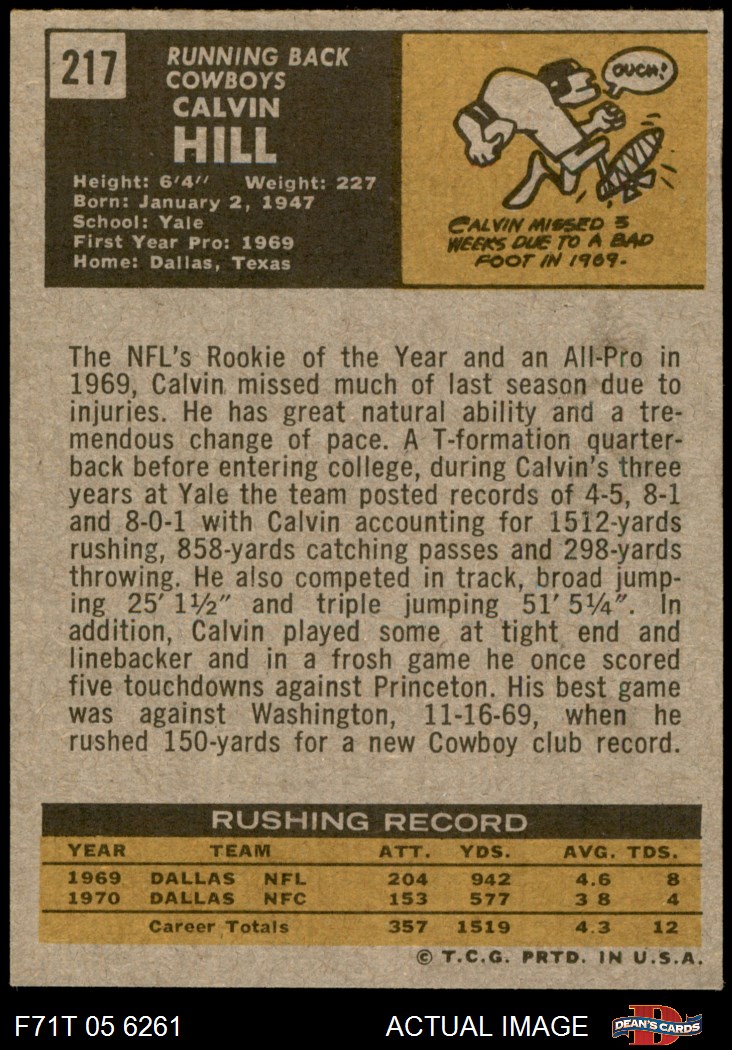 217
RUNNING BACK
COWBOYS
CALVIN
HILL
Height: 6'4" Weight: 227
Born: January 2, 1947
School: Yale
First Year Pro: 1969
Home: Dallas, Texas
OUCH!
CALVIN MISSED 3
WEEKS DUE TO A BAD
FOOT IN 1969.
The NFL's Rookie of the Year and an All-Pro in
1969, Calvin missed much of last season due to
injuries. He has great natural ability and a tre-
mendous change of pace. A T-formation quarter-
back before entering college, during Calvin's three
years at Yale the team posted records of 4-5, 8-1
and 8-0-1 with Calvin accounting for 1512-yards
rushing, 858-yards catching passes and 298-yards
throwing. He also competed in track, broad jump-
ing 25' 1½" and triple jumping 51' 5¼". In
addition, Calvin played some at tight end and
linebacker and in a frosh game he once scored
five touchdowns against Princeton. His best game
was against Washington, 11-16-69, when he
rushed 150-yards for a new Cowboy club record.
RUSHING RECORD
YEAR TEAM ATT. YDS. AVG. TDS.
1969 DALLAS NFL 204 942 4.6 8
1970 DALLAS NFC 153 577 3 8 4
Career Totals 357 1519 4.3 12
© T.C.G. PRTD. IN U.S.A.
F71T 05 6261 ACTUAL IMAGE D DEAN'S CARDS